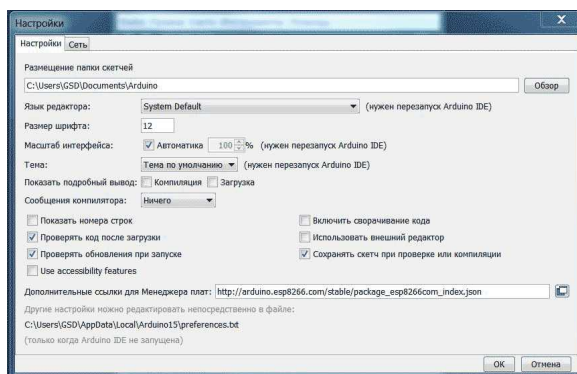 Настройки
Настройки Сеть
Размещение папки скетчей
C:\Users\GSD\Documents\Arduino Обзор
Язык редактора: System Default (нужен перезапуск Arduino IDE)
Размер шрифта: 12
Масштаб интерфейса: Автоматика 100 % (нужен перезапуск Arduino IDE)
Тема: Тема по умолчанию (нужен перезапуск Arduino IDE)
Показать подробный вывод: Компиляция Загрузка
Сообщения компилятора: Ничего
Показать номера строк Включить сворачивание кода
Проверять код после загрузки Использовать внешний редактор
Проверять обновления при запуске Сохранять скетч при проверке или компиляции
Use accessibility features
Дополнительные ссылки для Менеджера плат: http://arduino.esp8266.com/stable/package_esp8266com_index.json
Другие настройки можно редактировать непосредственно в файле:
C:\Users\GSD\AppData\Local\Arduino15\preferences.txt
(только когда Arduino IDE не запущена)
OK Отмена